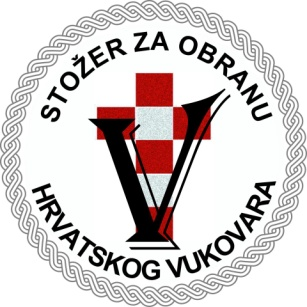 STOŽER ZA OBRANU
V
HRVATSKOG VUKOVARA